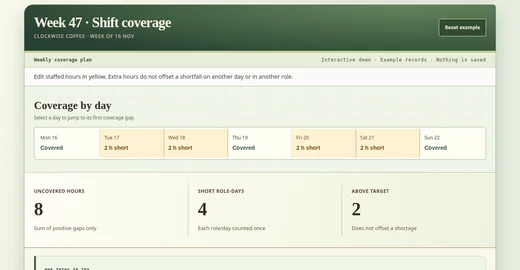 Week 47 · Shift coverage
CLOCKWISE COFFEE · WEEK OF 16 NOV
Reset example
Weekly coverage plan
Interactive demo · Example records · Nothing is saved
Edit staffed hours in yellow. Extra hours do not offset a shortfall on another day or in another role.
Coverage by day
Select a day to jump to its first coverage gap.
Mon 16 Tue 17 Wed 18 Thu 19 Fri 20 Sat 21 Sun 22
Covered 2 h short 2 h short Covered 2 h short 2 h short Covered
UNCOVERED HOURS SHORT ROLE-DAYS ABOVE TARGET
8 4 2
Sum of positive gaps only Each role/day counted once Does not offset a shortage